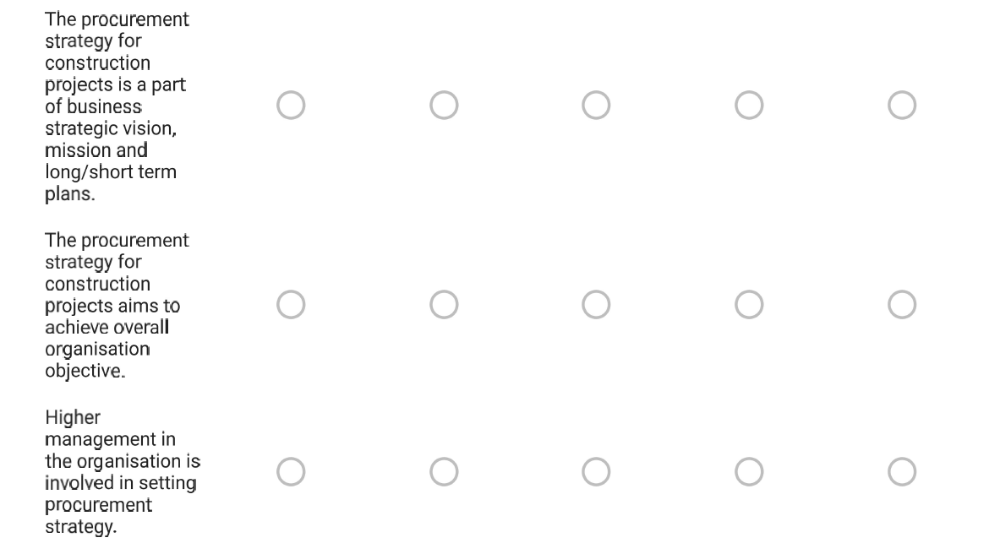 The procurement
strategy for
construction
projects is a part
of business
strategic vision,
mission and
long/short term
plans.
The procurement
strategy for
construction
projects aims to
achieve overall
organisation
objective.
Higher
management in
the organisation is
involved in setting
procurement
strategy.